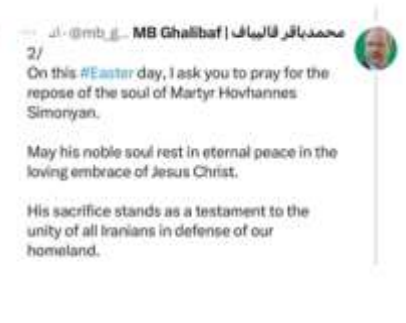 محمدباقر قالیباف | MB Ghalibaf @mb_g...
2/
On this #Easter day, I ask you to pray for the
repose of the soul of Martyr Hovhannes
Simonyan.
May his noble soul rest in eternal peace in the
loving embrace of Jesus Christ.
His sacrifice stands as a testament to the
unity of all Iranians in defense of our
homeland.